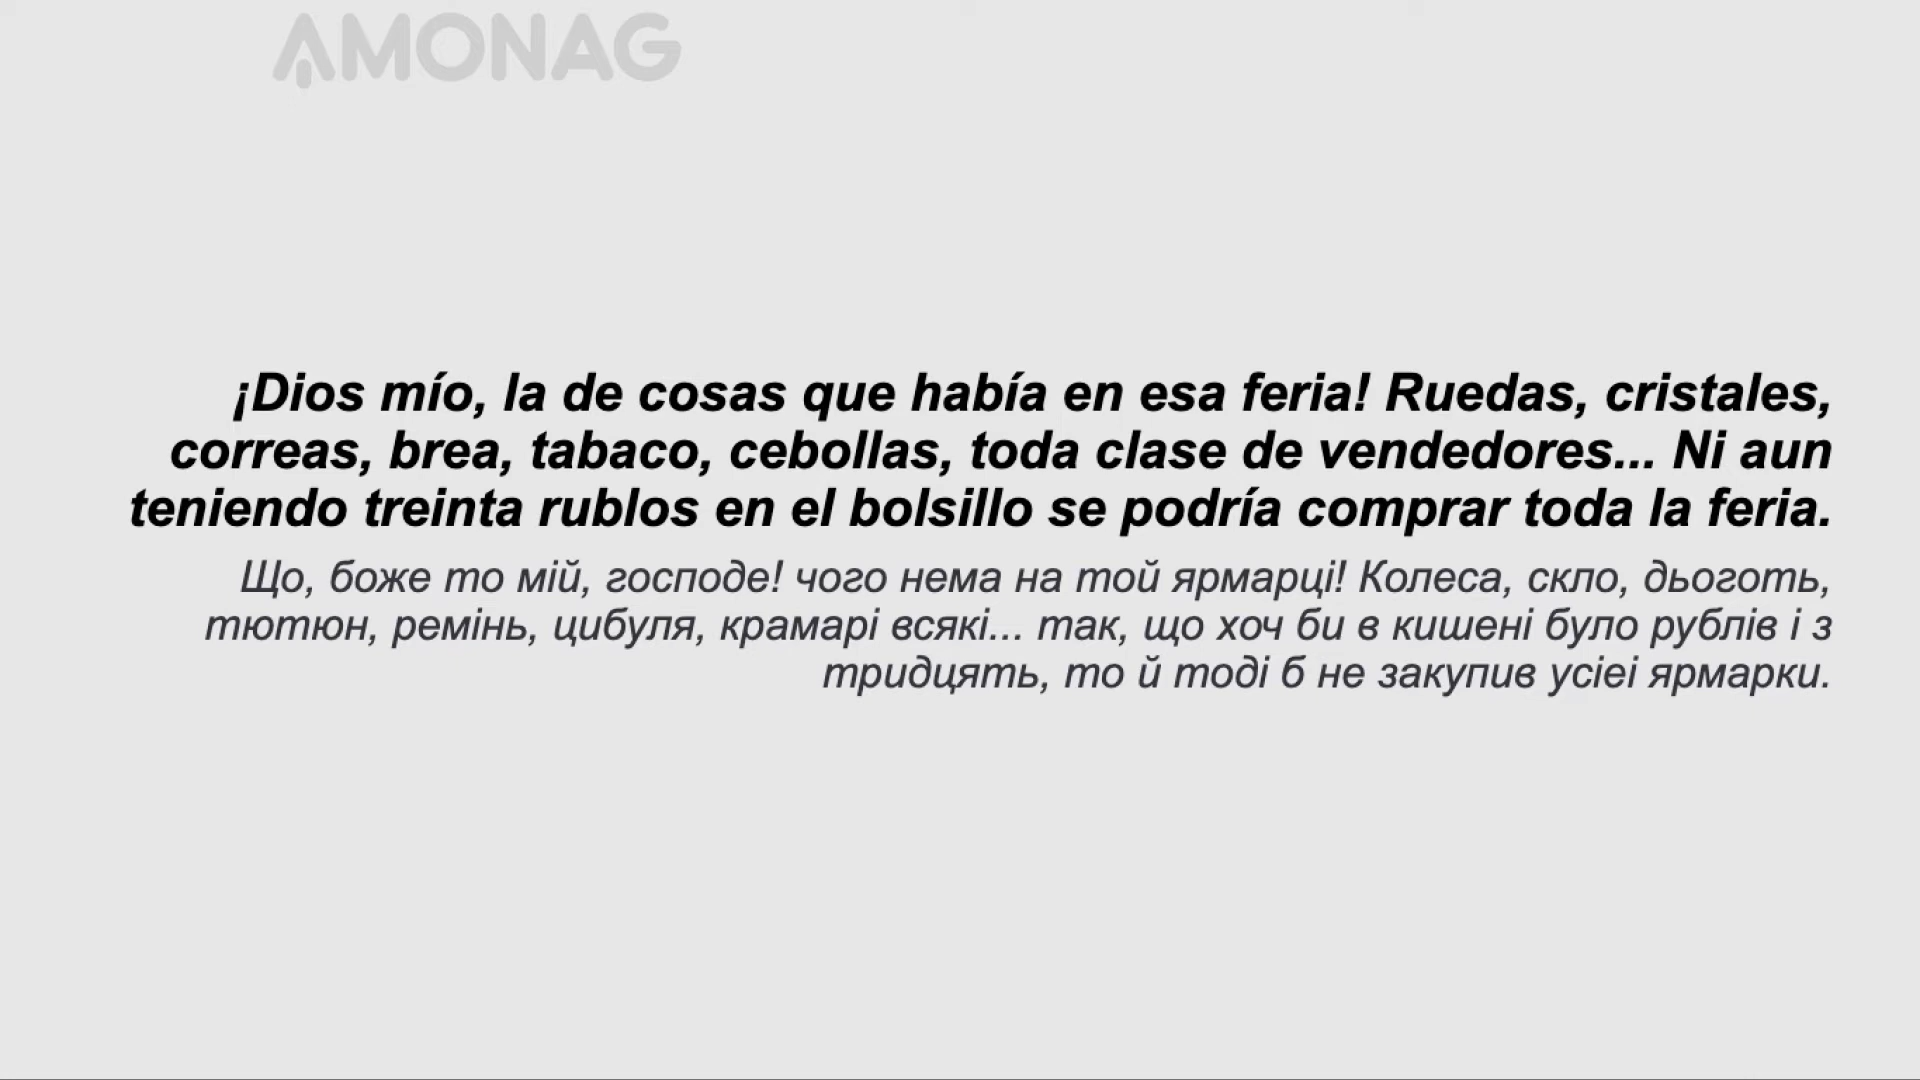 AMONAG
¡Dios mío, la de cosas que había en esa feria! Ruedas, cristales,
correas, brea, tabaco, cebollas, toda clase de vendedores... Ni aun
teniendo treinta rublos en el bolsillo se podría comprar toda la feria.
Що, боже то мій, господе! чого нема на той ярмарці! Колеса, скло, дьоготь,
тютюн, ремінь, цибуля, крамарі всякі... так, що хоч би в кишені було рублів і з
тридцять, то й тоді б не закупив усіеі ярмарки.